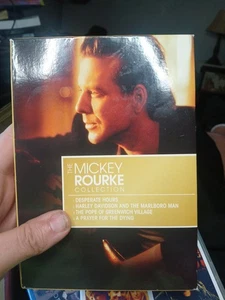 THE
MICKEY
ROURKE
COLLECTION
DESPERATE HOURS
HARLEY DAVIDSON AND THE MARLBORO MAN
THE POPE OF GREENWICH VILLAGE
A PRAYER FOR THE DYING